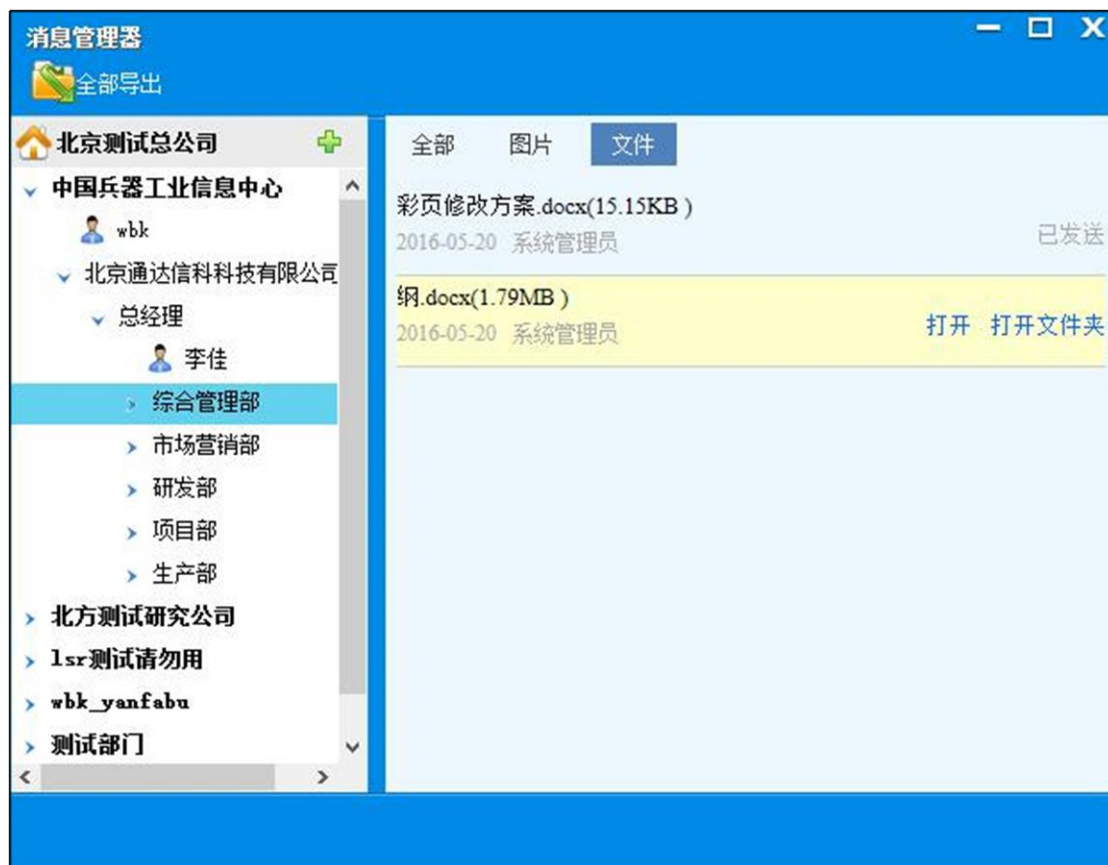 消息管理器
全部导出
北京测试总公司
中国兵器工业信息中心
wbk
北京通达信科科技有限公司
总经理
李佳
综合管理部
市场营销部
研发部
项目部
生产部
北方测试研究公司
lsr测试请勿用
wbk_yanfabu
测试部门
全部 图片 文件
彩页修改方案.docx(15.15KB )
2016-05-20 系统管理员 已发送
纲.docx(1.79MB )
2016-05-20 系统管理员 打开 打开文件夹